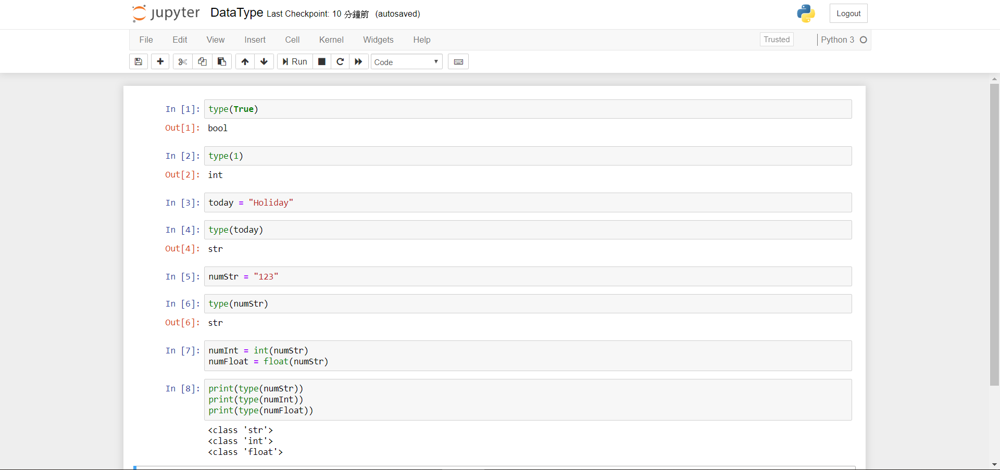 jupyter DataType Last Checkpoint: 10 分鐘前 (autosaved) Logout
File Edit View Insert Cell Kernel Widgets Help Trusted Python 3
Run Code
In [1]: type(True)
Out[1]: bool
In [2]: type(1)
Out[2]: int
In [3]: today = "Holiday"
In [4]: type(today)
Out[4]: str
In [5]: numStr = "123"
In [6]: type(numStr)
Out[6]: str
In [7]: numInt = int(numStr)
numFloat = float(numStr)
In [8]: print(type(numStr))
print(type(numInt))
print(type(numFloat))
<class 'str'>
<class 'int'>
<class 'float'>